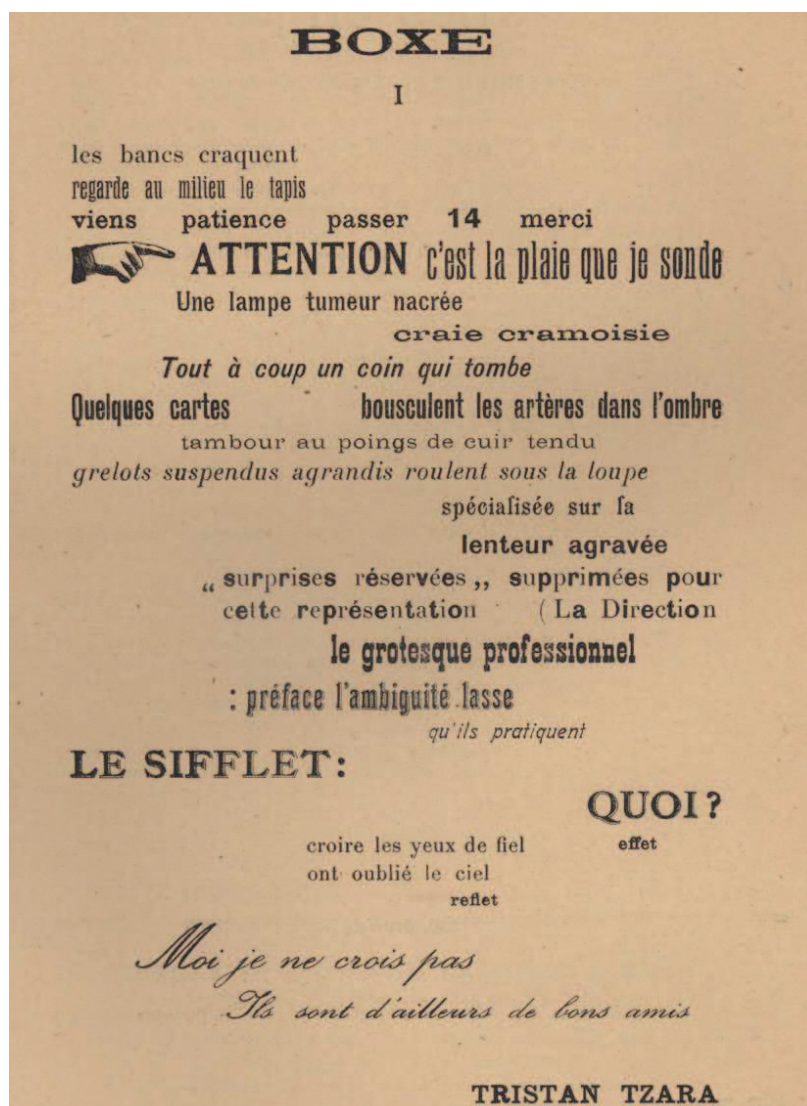 BOXE
I
les bancs craquent
regarde au milieu le tapis
viens patience passer 14 merci
ATTENTION c'est la plaie que je sonde
Une lampe tumeur nacrée
craie cramoisie
Tout à coup un coin qui tombe
Quelques cartes bousculent les artères dans l'ombre
tambour au poings de cuir tendu
grelots suspendus agrandis roulent sous la loupe
spécialisée sur la
lenteur agravée
„ surprises réservées „ supprimées pour
cette représentation (La Direction
le grotesque professionnel
: préface l'ambiguité lasse
qu'ils pratiquent
LE SIFFLET:
QUOI?
croire les yeux de fiel effet
ont oublié le ciel
reflet
Moi je ne crois pas
Ils sont d'ailleurs de bons amis
TRISTAN TZARA